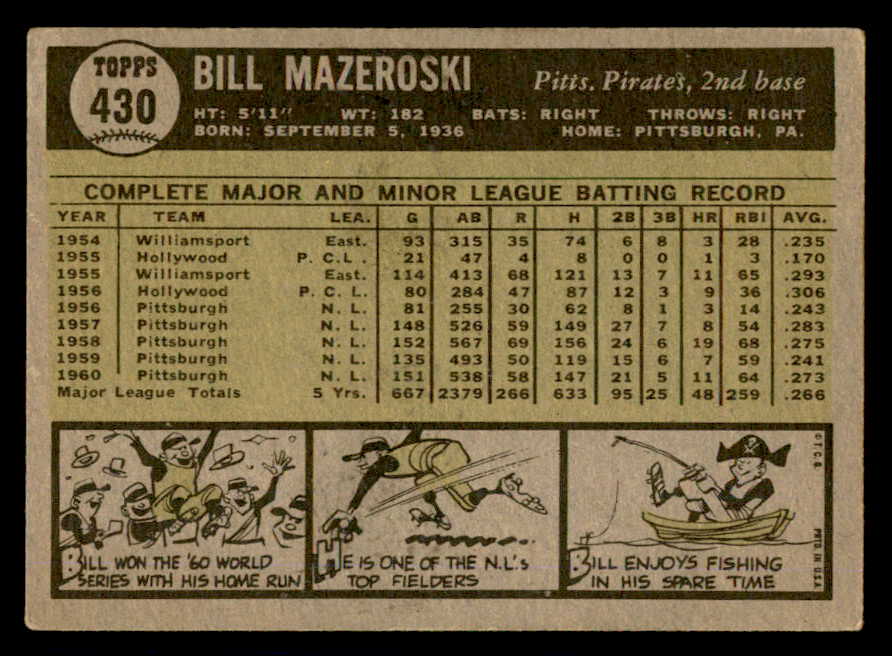 TOPPS
430
BILL MAZEROSKI
Pitts. Pirates, 2nd base
HT: 5'11" WT: 182 BATS: RIGHT THROWS: RIGHT
BORN: SEPTEMBER 5, 1936 HOME: PITTSBURGH, PA.
COMPLETE MAJOR AND MINOR LEAGUE BATTING RECORD
YEAR TEAM LEA. G AB R H 2B 3B HR RBI AVG.
1954 Williamsport East. 93 315 35 74 6 8 3 28 .235
1955 Hollywood P. C. L. 21 47 4 8 0 0 1 3 .170
1955 Williamsport East. 114 413 68 121 13 7 11 65 .293
1956 Hollywood P. C. L. 80 284 47 87 12 3 9 36 .306
1956 Pittsburgh N. L. 81 255 30 62 8 1 3 14 .243
1957 Pittsburgh N. L. 148 526 59 149 27 7 8 54 .283
1958 Pittsburgh N. L. 152 567 69 156 24 6 19 68 .275
1959 Pittsburgh N. L. 135 493 50 119 15 6 7 59 .241
1960 Pittsburgh N. L. 151 538 58 147 21 5 11 64 .273
Major League Totals 5 Yrs. 667 2379 266 633 95 25 48 259 .266
BILL WON THE '60 WORLD
SERIES WITH HIS HOME RUN
HE IS ONE OF THE N.L.'s
TOP FIELDERS
BILL ENJOYS FISHING
IN HIS SPARE TIME
© T.C.G. PRTD. IN U.S.A.